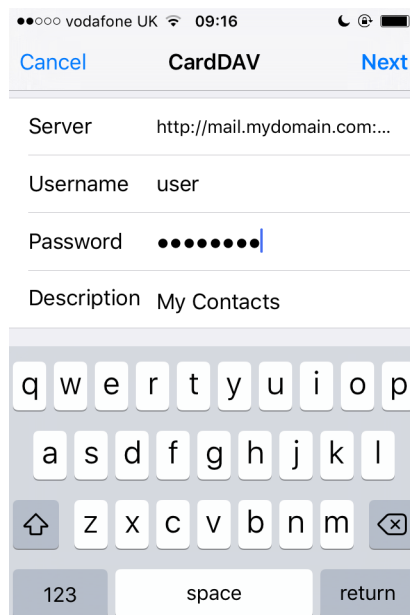 vodafone UK 09:16
Cancel CardDAV Next
Server http://mail.mydomain.com:...
Username user
Password ●●●●●●●●
Description My Contacts
q w e r t y u i o p
a s d f g h j k l
z x c v b n m
123 space return